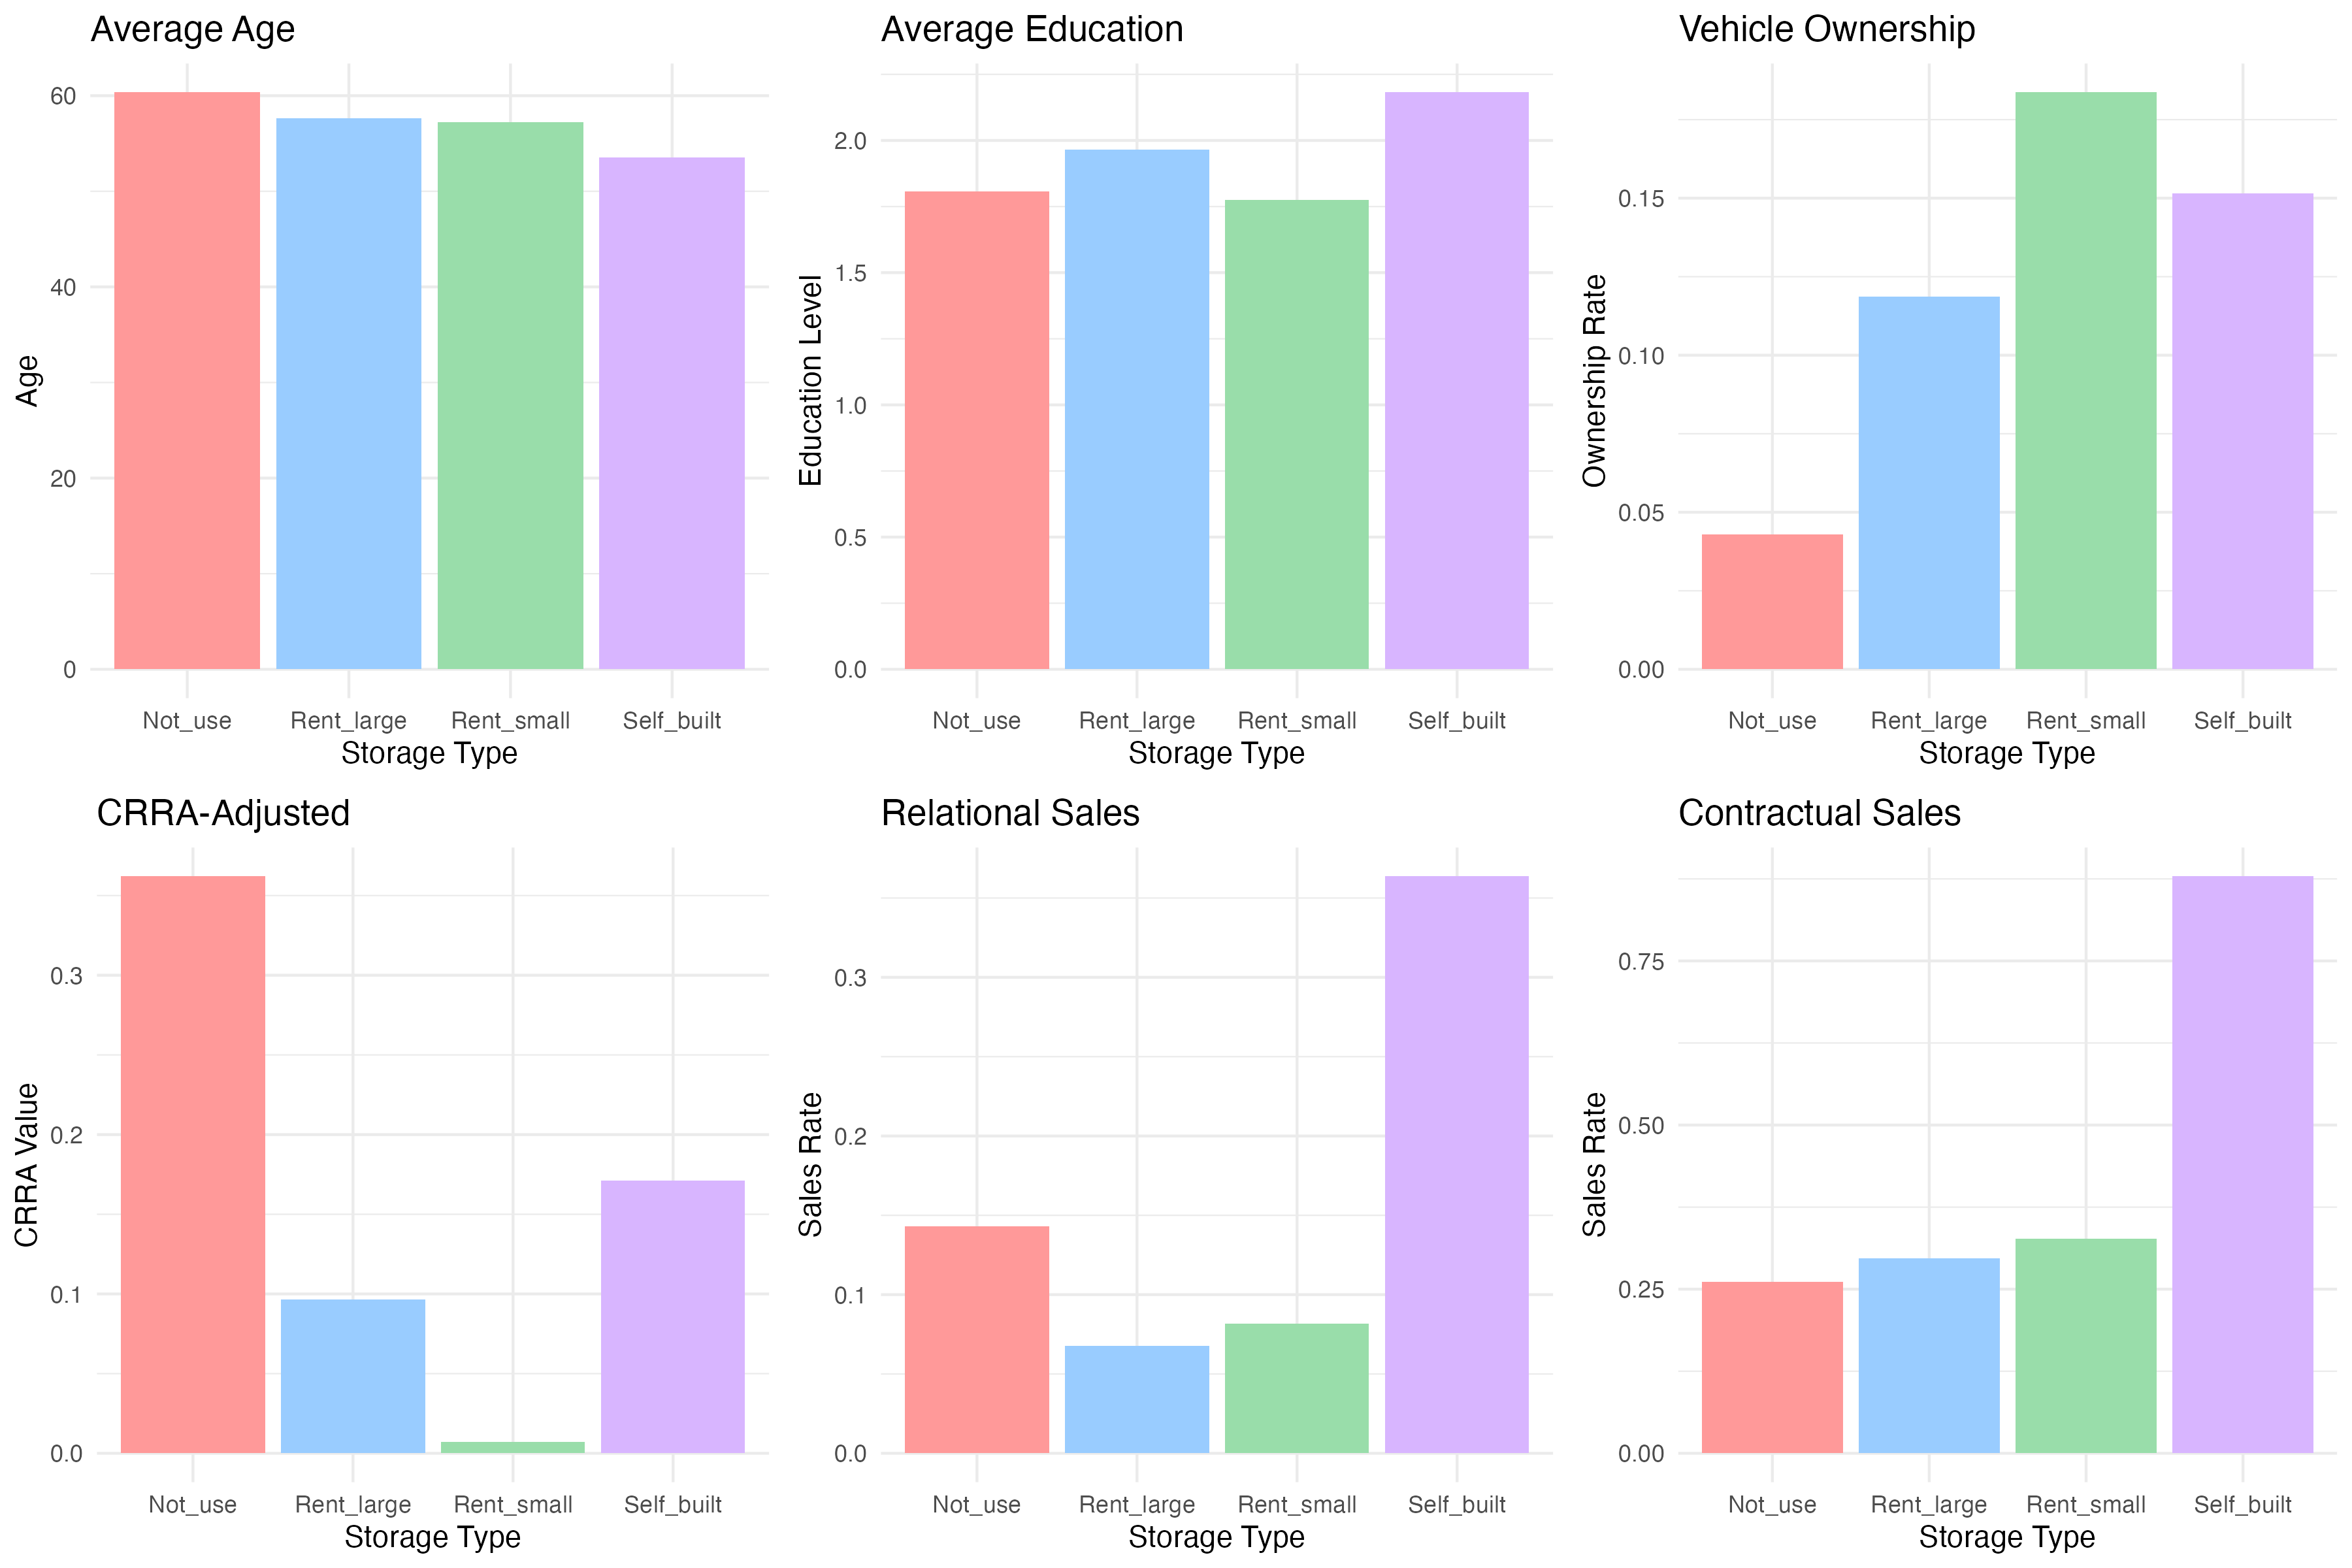 Average Age
Age
60
40
20
0
Not_use Rent_large Rent_small Self_built
Storage Type
Average Education
Education Level
2.0
1.5
1.0
0.5
0.0
Not_use Rent_large Rent_small Self_built
Storage Type
Vehicle Ownership
Ownership Rate
0.15
0.10
0.05
0.00
Not_use Rent_large Rent_small Self_built
Storage Type
CRRA-Adjusted
CRRA Value
0.3
0.2
0.1
0.0
Not_use Rent_large Rent_small Self_built
Storage Type
Relational Sales
Sales Rate
0.3
0.2
0.1
0.0
Not_use Rent_large Rent_small Self_built
Storage Type
Contractual Sales
Sales Rate
0.75
0.50
0.25
0.00
Not_use Rent_large Rent_small Self_built
Storage Type